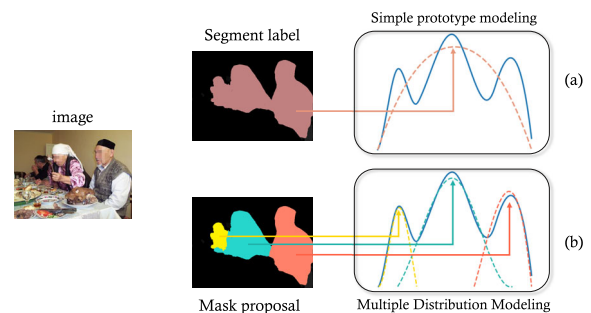 Simple prototype modeling
Segment label
(a)
image
(b)
Mask proposal
Multiple Distribution Modeling